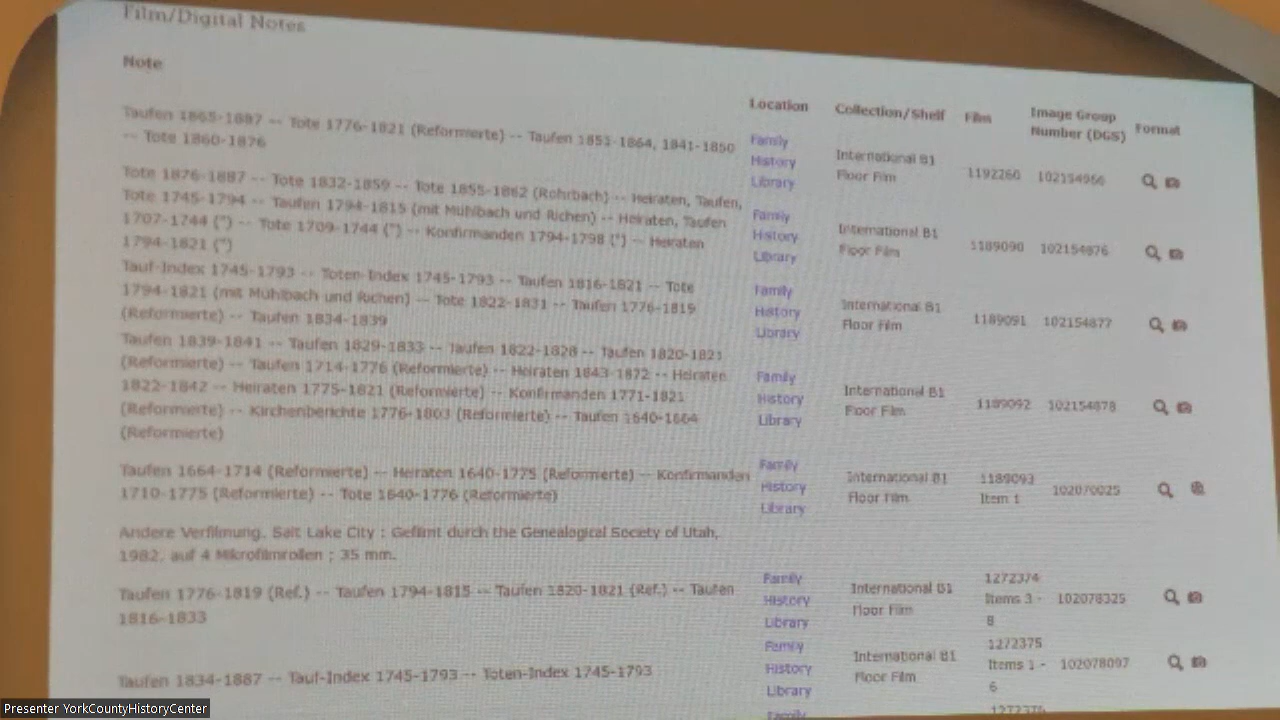 Film/Digital Notes
Note
Location
Collection/Shelf
Film
Image Group
Number (DGS)
Format
Taufen 1865-1887 -- Tote 1776-1821 (Reformierte) -- Taufen 1853-1864, 1841-1850
-- Tote 1860-1876
Family
History
Library
International B1
Floor Film
1192260
102154956
Tote 1876-1887 -- Tote 1832-1859 -- Tote 1855-1862 (Rohrbach) -- Heiraten, Taufen,
Tote 1745-1794 -- Taufen 1794-1815 (mit Mühlbach und Richen) -- Heiraten, Taufen
1707-1744 (") -- Tote 1709-1744 (") -- Konfirmanden 1794-1798 (") -- Heiraten
1794-1821 (")
Family
History
Library
International B1
Floor Film
1189090
102154876
Tauf-Index 1745-1793 -- Toten-Index 1745-1793 -- Taufen 1816-1821 -- Tote
1794-1821 (mit Mühlbach und Richen) -- Tote 1822-1831 -- Taufen 1776-1819
(Reformierte) -- Taufen 1834-1839
Family
History
Library
International B1
Floor Film
1189091
102154877
Taufen 1839-1841 -- Taufen 1829-1833 -- Taufen 1822-1828 -- Taufen 1820-1821
(Reformierte) -- Taufen 1714-1776 (Reformierte) -- Heiraten 1843-1872 -- Heiraten
1822-1842 -- Heiraten 1775-1821 (Reformierte) -- Konfirmanden 1771-1821
(Reformierte) -- Kirchenberichte 1776-1803 (Reformierte) -- Taufen 1640-1664
(Reformierte)
Family
History
Library
International B1
Floor Film
1189092
102154878
Taufen 1664-1714 (Reformierte) -- Heiraten 1640-1775 (Reformierte) -- Konfirmanden
1710-1775 (Reformierte) -- Tote 1640-1776 (Reformierte)
Family
History
Library
International B1
Floor Film
1189093
Item 1
102070025
Andere Verfilmung. Salt Lake City : Gefilmt durch the Genealogical Society of Utah,
1982. auf 4 Mikrofilmrollen ; 35 mm.
Taufen 1776-1819 (Ref.) -- Taufen 1794-1815 -- Taufen 1820-1821 (Ref.) -- Taufen
1816-1833
Family
History
Library
International B1
Floor Film
1272374
Items 3 -
8
102078325
Taufen 1834-1887 -- Tauf-Index 1745-1793 -- Toten-Index 1745-1793
Family
History
Library
International B1
Floor Film
1272375
Items 1 -
6
102078097
Family
1272376
Presenter YorkCountyHistoryCenter